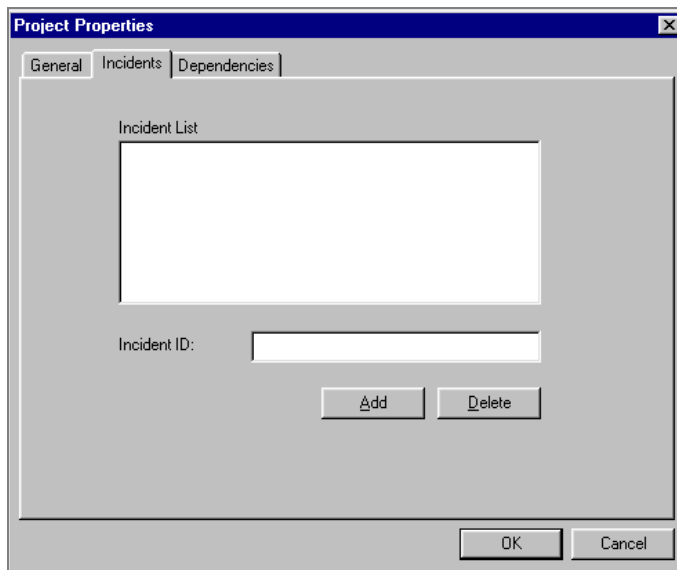 Project Properties
General Incidents Dependencies
Incident List
Incident ID:
Add Delete
OK Cancel